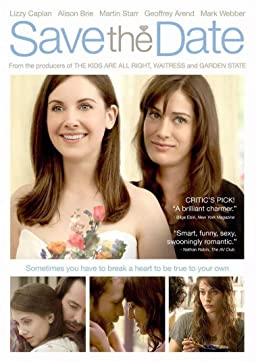 Lizzy Caplan Alison Brie Martin Starr Geoffrey Arend Mark Webber
Save the Date
From the producers of THE KIDS ARE ALL RIGHT, WAITRESS and GARDEN STATE
CRITIC'S PICK!
"A brilliant charmer."
- Bilge Ebiri, New York Magazine
"Smart, funny, sexy,
swooningly romantic."
- Nathan Rabin, The AV Club
Sometimes you have to break a heart to be true to your own